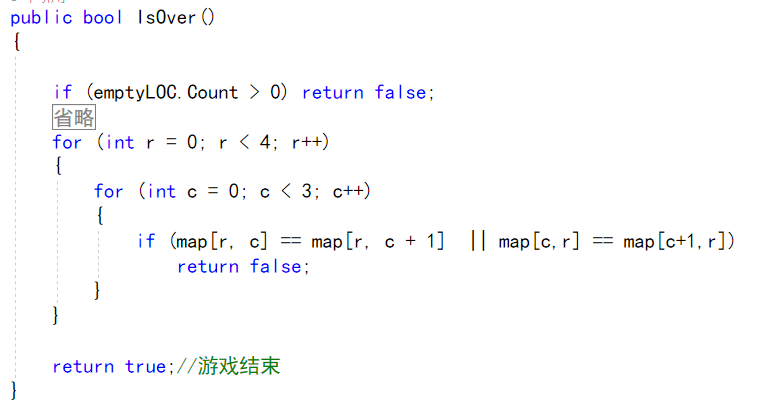 public bool IsOver()
{
if (emptyLOC.Count > 0) return false;
省略
for (int r = 0; r < 4; r++)
{
for (int c = 0; c < 3; c++)
{
if (map[r, c] == map[r, c + 1]  || map[c,r] == map[c+1,r])
return false;
}
}
return true;//游戏结束
}